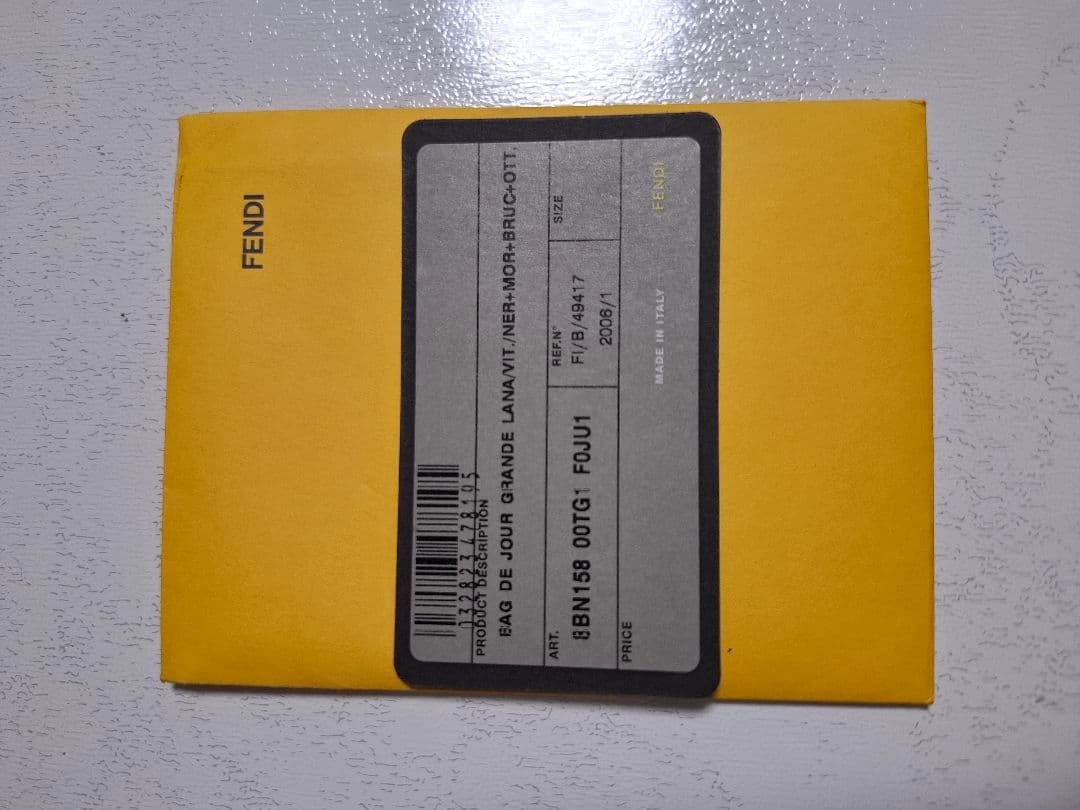 FENDI
032823478195
PRODUCT DESCRIPTION
BAG DE JOUR GRANDE LANA/VIT./NER+MOR+BRUC+OTT.
ART.
REF.N°
SIZE
8BN158 00TG1 F0JU1
FI/B/49417
2006/1
PRICE
MADE IN ITALY
FENDI